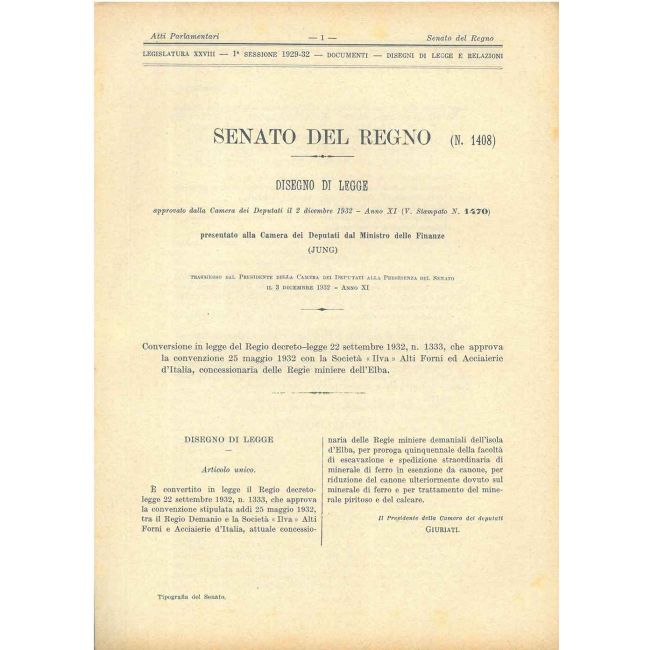 Atti Parlamentari — 1 — Senato del Regno
LEGISLATURA XXVIII — 1ª SESSIONE 1929-32 — DOCUMENTI — DISEGNI DI LEGGE E RELAZIONI
SENATO DEL REGNO (N. 1408)
DISEGNO DI LEGGE
approvato dalla Camera dei Deputati il 2 dicembre 1932 - Anno XI (V. Stampato N. 1470)
presentato alla Camera dei Deputati dal Ministro delle Finanze
(JUNG)
TRASMESSO DAL PRESIDENTE DELLA CAMERA DEI DEPUTATI ALLA PRESIDENZA DEL SENATO
IL 3 DICEMBRE 1932 - ANNO XI
Conversione in legge del Regio decreto-legge 22 settembre 1932, n. 1333, che approva
la convenzione 25 maggio 1932 con la Società « Ilva » Alti Forni ed Acciaierie
d'Italia, concessionaria delle Regie miniere dell'Elba.
DISEGNO DI LEGGE
Articolo unico.
È convertito in legge il Regio decreto-
legge 22 settembre 1932, n. 1333, che approva
la convenzione stipulata addì 25 maggio 1932,
tra il Regio Demanio e la Società « Ilva » Alti
Forni e Acciaierie d'Italia, attuale concessio-
naria delle Regie miniere demaniali dell'isola
d'Elba, per proroga quinquennale della facoltà
di escavazione e spedizione straordinaria di
minerale di ferro in esenzione da canone, per
riduzione del canone ulteriormente dovuto sul
minerale di ferro e per trattamento del mine-
rale piritoso e del calcare.
Il Presidente della Camera dei deputati
GIURIATI.
Tipografia del Senato.